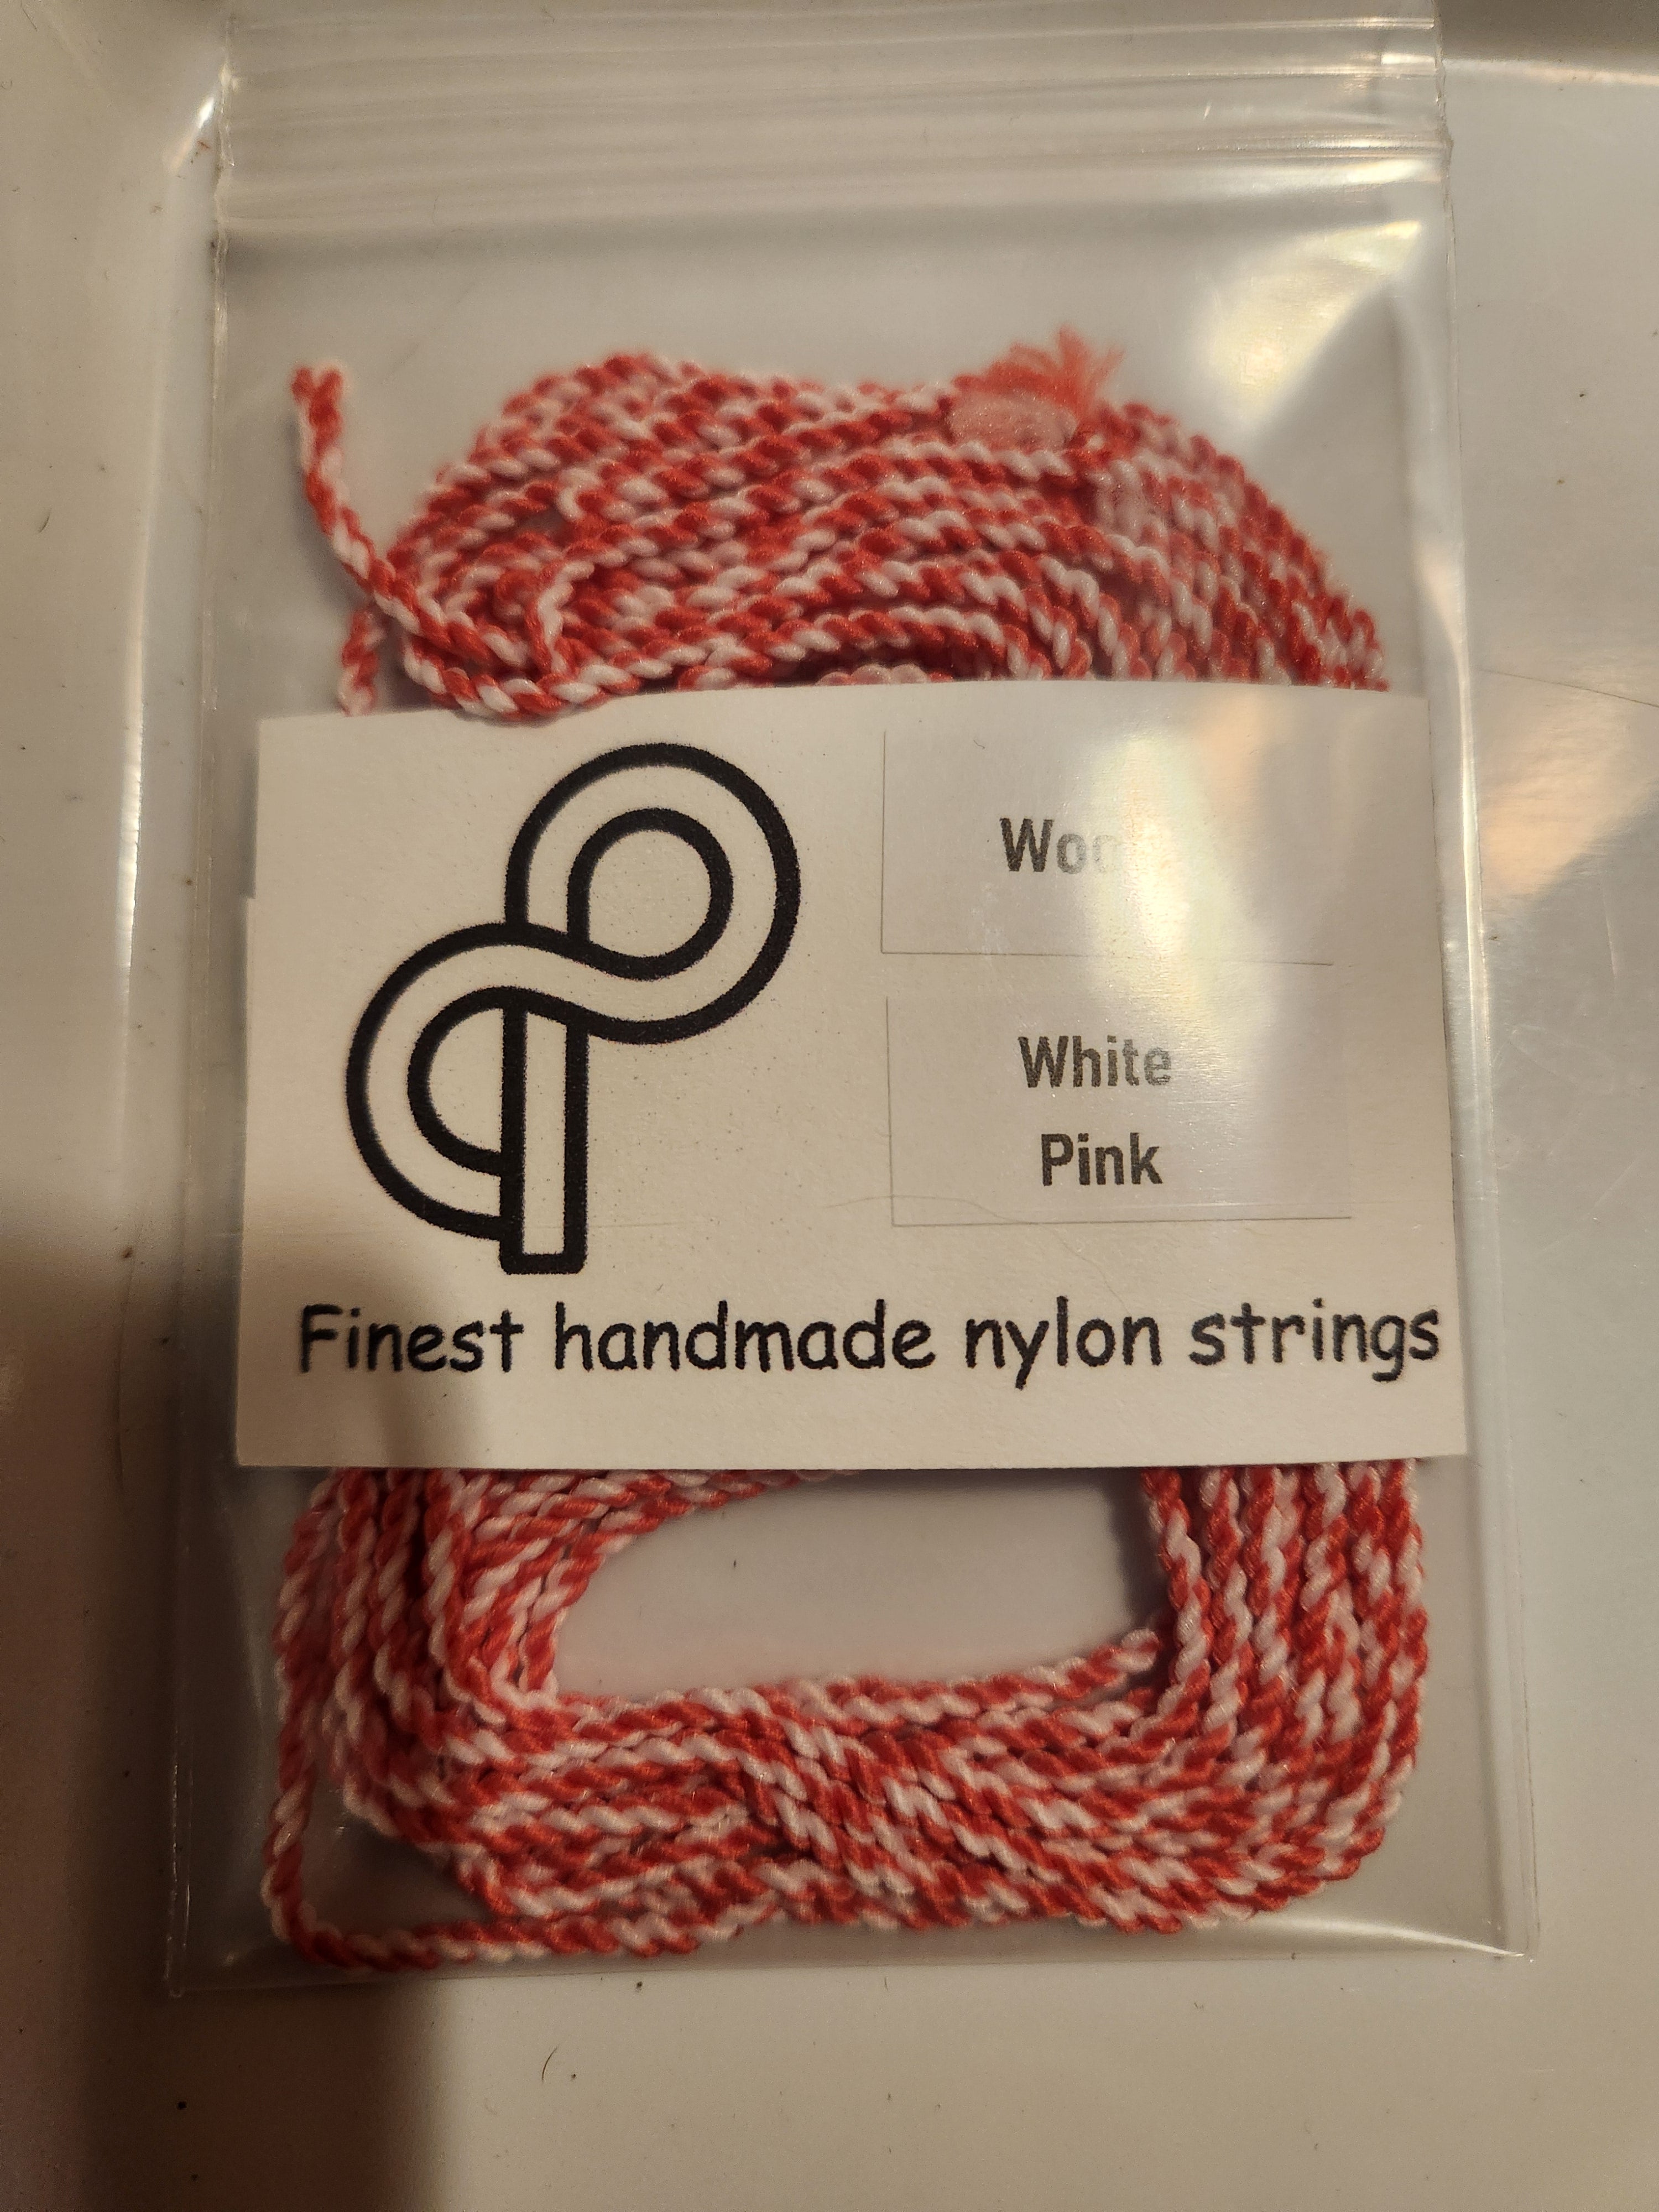 White
Pink
Finest handmade nylon strings